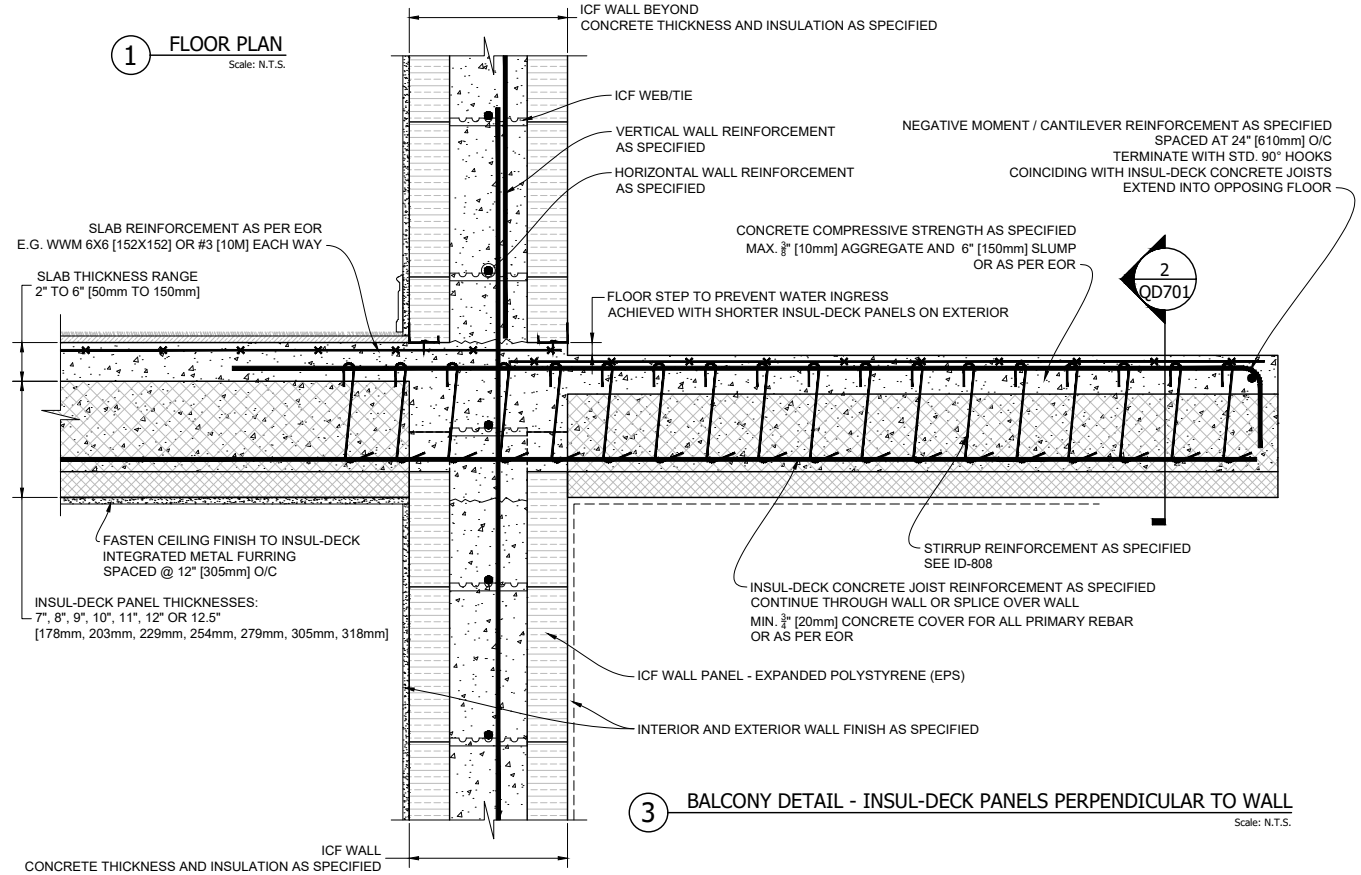 ICF WALL BEYOND
CONCRETE THICKNESS AND INSULATION AS SPECIFIED
1
FLOOR PLAN
Scale: N.T.S.
ICF WEB/TIE
VERTICAL WALL REINFORCEMENT
AS SPECIFIED
HORIZONTAL WALL REINFORCEMENT
AS SPECIFIED
NEGATIVE MOMENT / CANTILEVER REINFORCEMENT AS SPECIFIED
SPACED AT 24" [610mm] O/C
TERMINATE WITH STD. 90° HOOKS
COINCIDING WITH INSUL-DECK CONCRETE JOISTS
EXTEND INTO OPPOSING FLOOR
SLAB REINFORCEMENT AS PER EOR
E.G. WWM 6X6 [152X152] OR #3 [10M] EACH WAY
CONCRETE COMPRESSIVE STRENGTH AS SPECIFIED
MAX. 3/8" [10mm] AGGREGATE AND 6" [150mm] SLUMP
OR AS PER EOR
SLAB THICKNESS RANGE
2" TO 6" [50mm TO 150mm]
2
QD701
FLOOR STEP TO PREVENT WATER INGRESS
ACHIEVED WITH SHORTER INSUL-DECK PANELS ON EXTERIOR
FASTEN CEILING FINISH TO INSUL-DECK
INTEGRATED METAL FURRING
SPACED @ 12" [305mm] O/C
STIRRUP REINFORCEMENT AS SPECIFIED
SEE ID-808
INSUL-DECK CONCRETE JOIST REINFORCEMENT AS SPECIFIED
CONTINUE THROUGH WALL OR SPLICE OVER WALL
MIN. 3/4" [20mm] CONCRETE COVER FOR ALL PRIMARY REBAR
OR AS PER EOR
INSUL-DECK PANEL THICKNESSES:
7", 8", 9", 10", 11", 12" OR 12.5"
[178mm, 203mm, 229mm, 254mm, 279mm, 305mm, 318mm]
ICF WALL PANEL - EXPANDED POLYSTYRENE (EPS)
INTERIOR AND EXTERIOR WALL FINISH AS SPECIFIED
3
BALCONY DETAIL - INSUL-DECK PANELS PERPENDICULAR TO WALL
Scale: N.T.S.
ICF WALL
CONCRETE THICKNESS AND INSULATION AS SPECIFIED